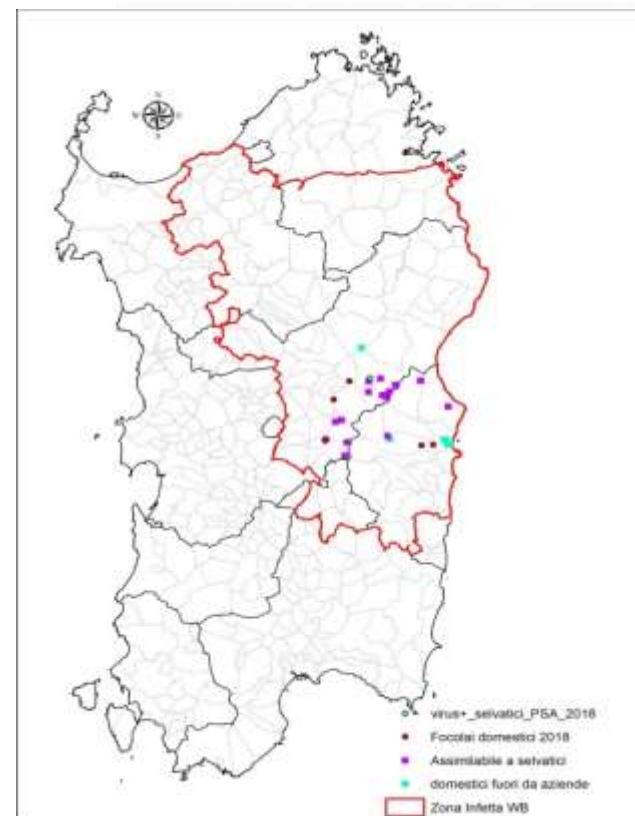 N
virus+_selvatici_PSA_2018
Focolai domestici 2018
Assimilabile a selvatici
domestici fuori da aziende
Zona Infetta WB